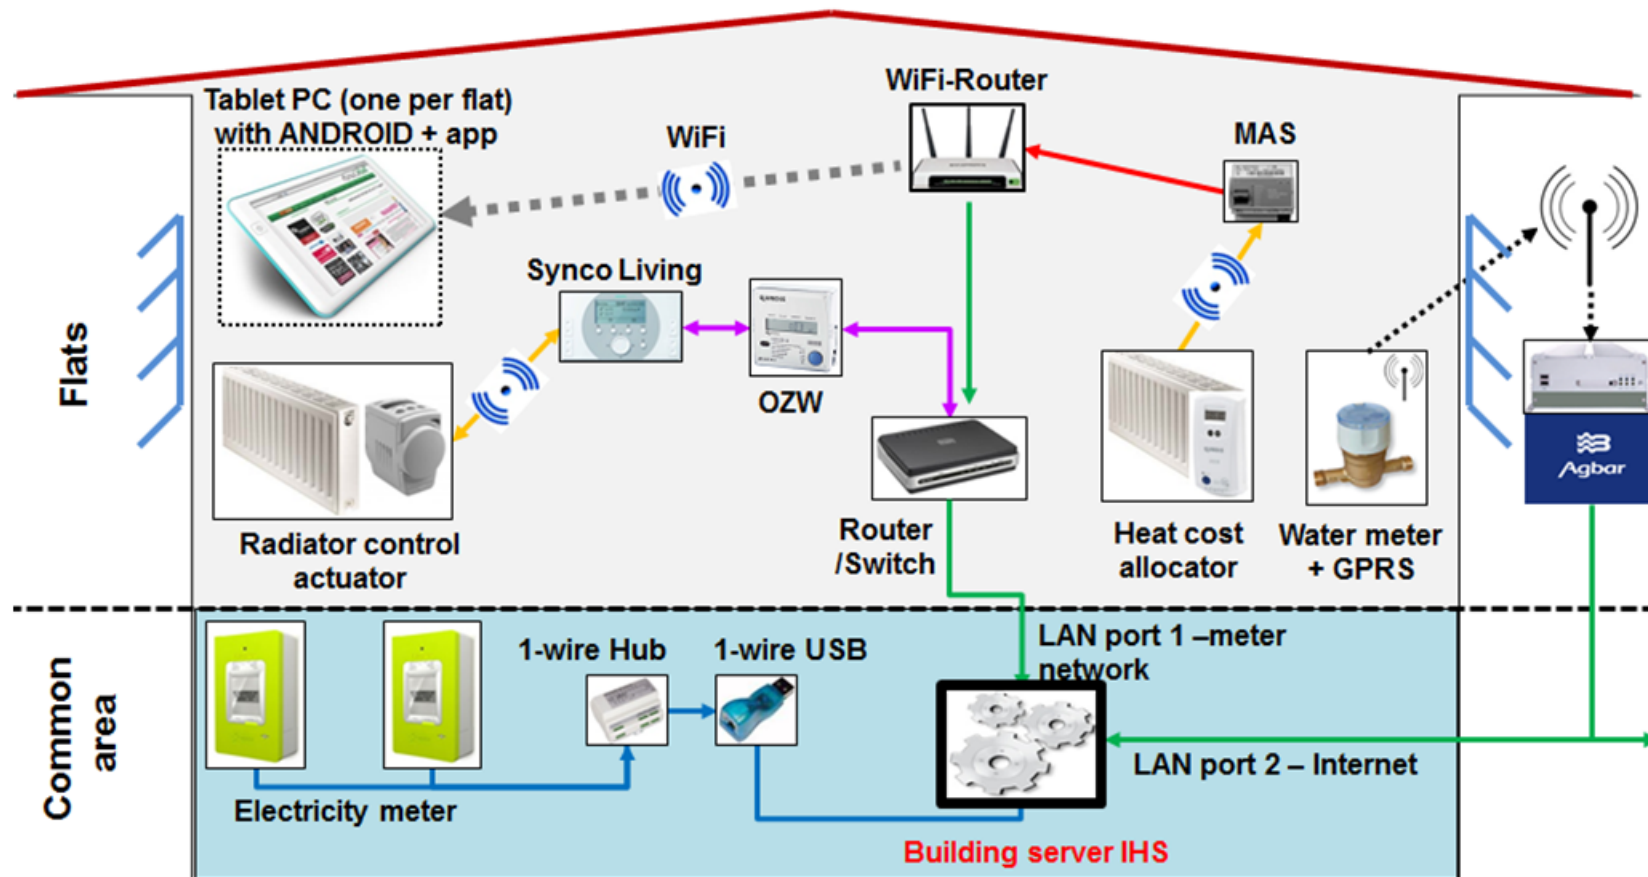 WiFi-Router
Tablet PC (one per flat)
with ANDROID + app
WiFi
MAS
Synco Living
OZW
Flats
Agbar
Radiator control
actuator
Router
/Switch
Heat cost
allocator
Water meter
+ GPRS
Common
area
1-wire Hub
1-wire USB
LAN port 1 –meter
network
LAN port 2 – Internet
Electricity meter
Building server IHS